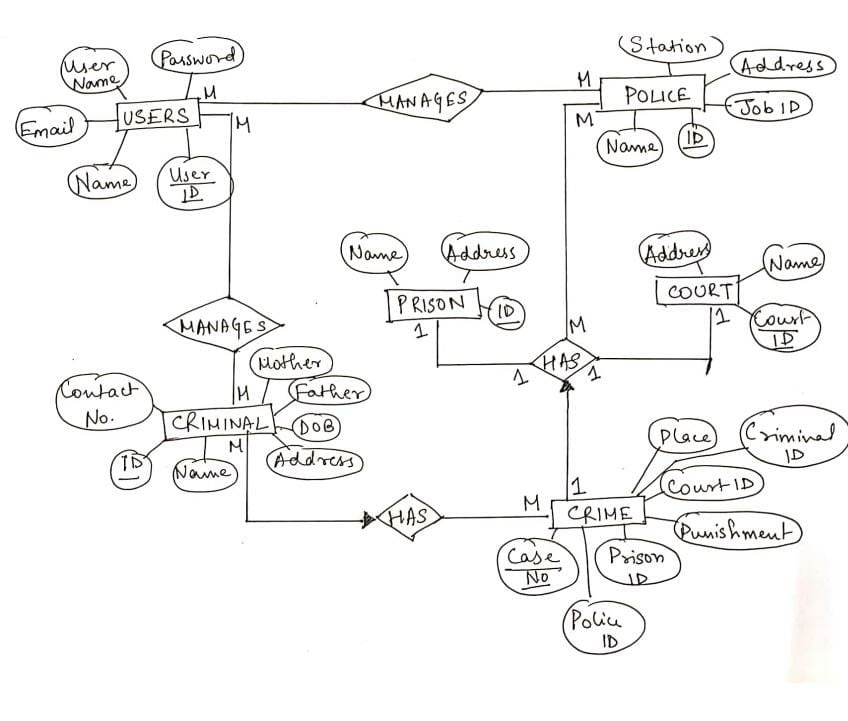 User
Name
Password
Email
USERS
Name
User
ID
M
M
MANAGES
Station
Address
Job ID
M
M
POLICE
Name
ID
MANAGES
Name
Address
PRISON
ID
1
Address
Name
COURT
Court
ID
1
M
HAS
1
1
Mother
Father
DOB
Address
Contact
No.
M
CRIMINAL
M
ID
Name
HAS
M
1
CRIME
Place
Criminal
ID
Court ID
Punishment
Case
No
Prison
ID
Police
ID